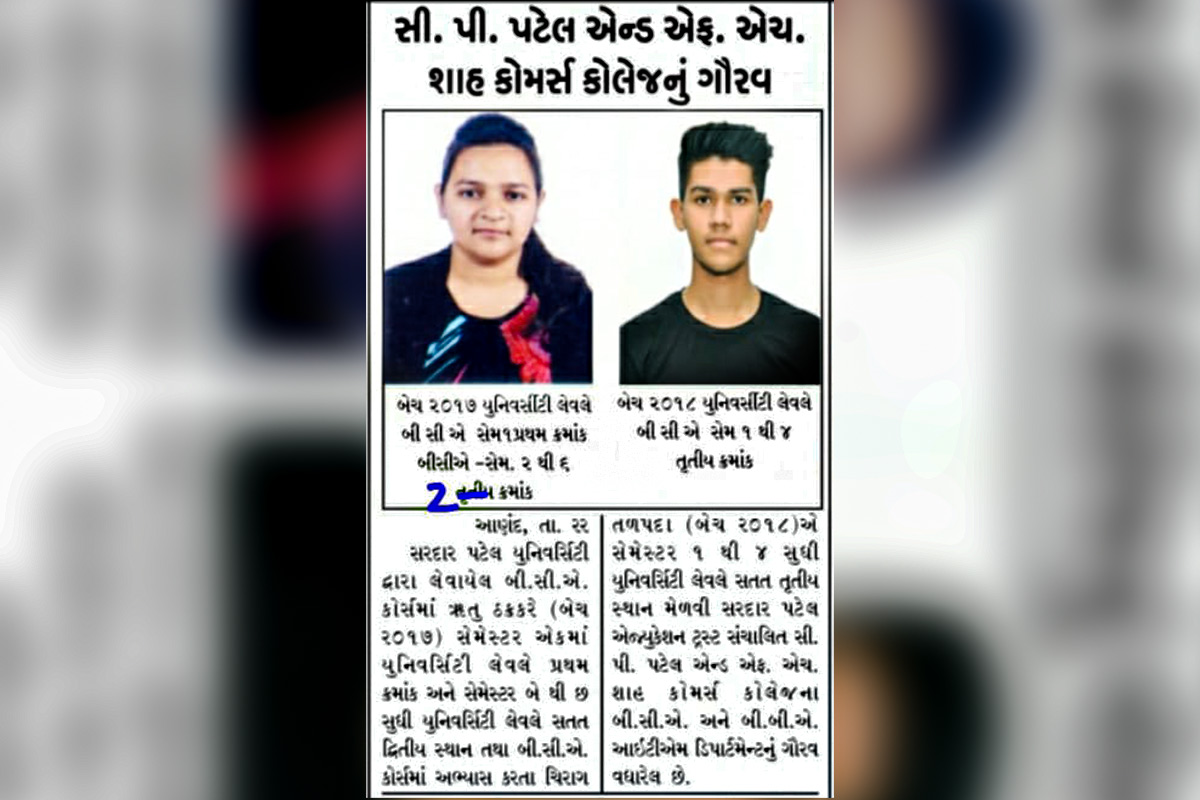 સી. પી. પટેલ એન્ડ એફ. એચ.
શાહ કોમર્સ કોલેજનું ગૌરવ
બેચ ૨૦૧૭ યુનિવર્સીટી લેવલે
બી સી એ સેમ૧પ્રથમ ક્રમાંક
બીસીએ -સેમ. ૨ થી ૬
2 તૃતીય ક્રમાંક
બેચ ૨૦૧૮ યુનિવર્સીટી લેવલે
બી સી એ સેમ ૧ થી ૪
તૃતીય ક્રમાંક
આણંદ, તા. ૨૨
સરદાર પટેલ યુનિવર્સિટી
દ્વારા લેવાયેલ બી.સી.એ.
કોર્સમાં ઋતુ ઠક્કરે (બેચ
૨૦૧૭) સેમેસ્ટર એકમાં
યુનિવર્સિટી લેવલે પ્રથમ
ક્રમાંક અને સેમેસ્ટર બે થી છ
સુધી યુનિવર્સિટી લેવલે સતત
દ્વિતીય સ્થાન તથા બી.સી.એ.
કોર્સમાં અભ્યાસ કરતા ચિરાગ
તળપદા (બેચ ૨૦૧૮)એ
સેમેસ્ટર ૧ થી ૪ સુધી
યુનિવર્સિટી લેવલે સતત તૃતીય
સ્થાન મેળવી સરદાર પટેલ
એજ્યુકેશન ટ્રસ્ટ સંચાલિત સી.
પી. પટેલ એન્ડ એફ. એચ.
શાહ કોમર્સ કોલેજના
બી.સી.એ. અને બી.બી.એ.
આઇટીએમ ડિપાર્ટમેન્ટનું ગૌરવ
વધારેલ છે.